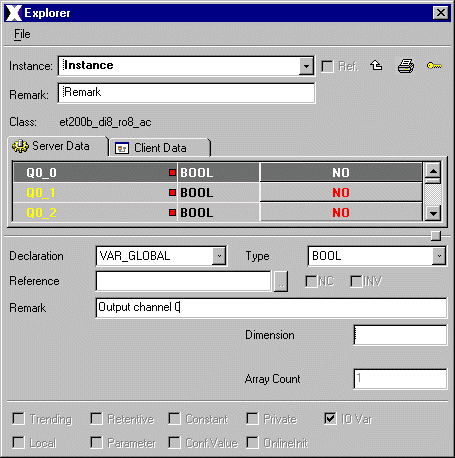 Explorer
File
Instance: Instance Ref.
Remark: Remark
Class: et200b_di8_ro8_ac
Server Data Client Data
Q0_0 BOOL NO
Q0_1 BOOL NO
Q0_2 BOOL NO
Declaration VAR_GLOBAL Type BOOL
Reference .. NC INV
Remark Output channel 0
Dimension
Array Count 1
Trending Retentive Constant Private IO Var
Local Parameter Conf.Value OnlineInit